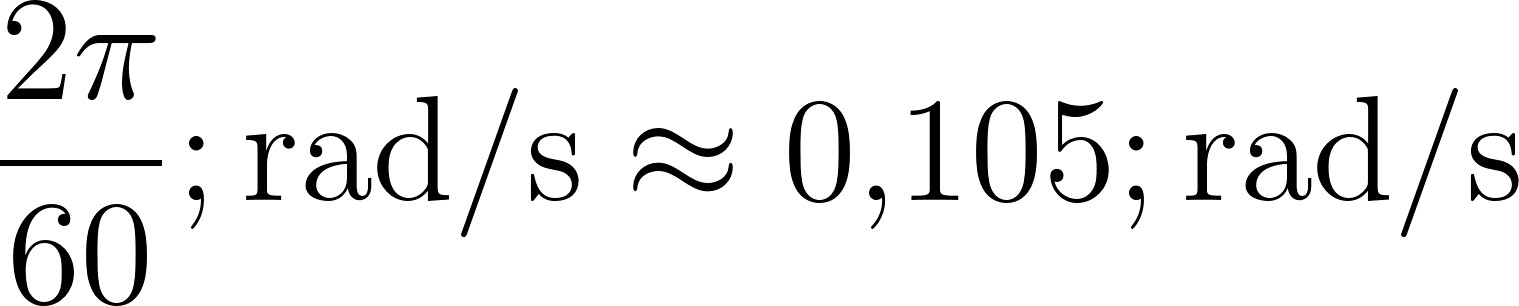 2π/60 ; rad/s ≈ 0,105; rad/s